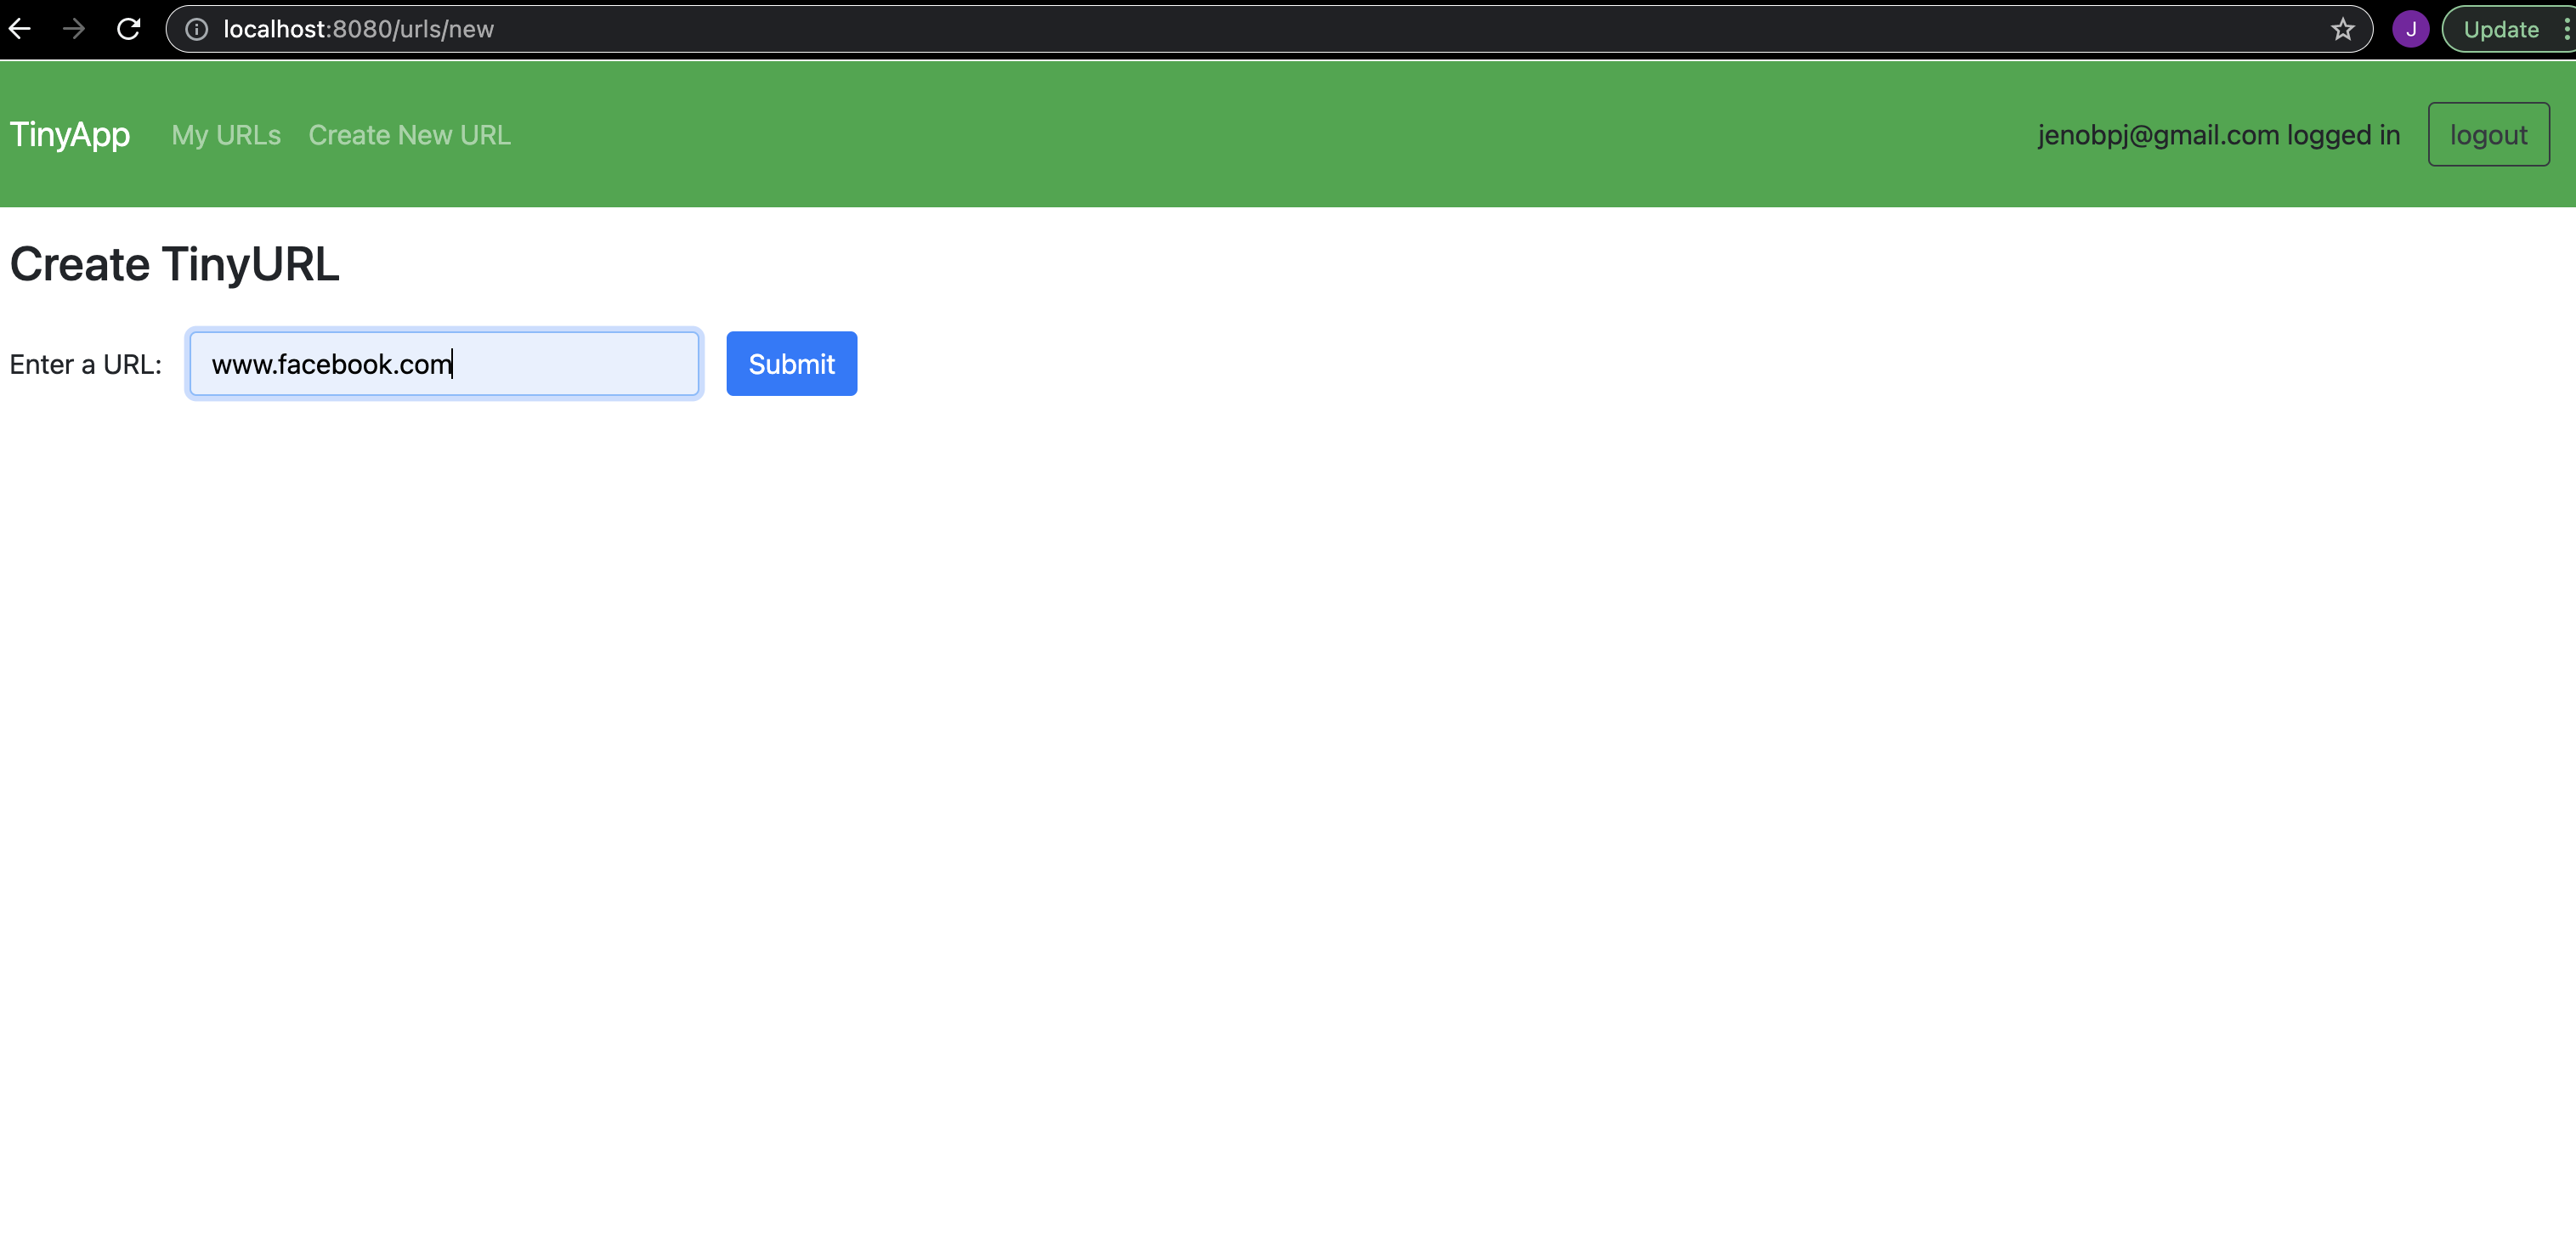 localhost:8080/urls/new
J
Update
TinyApp My URLs Create New URL jenobpj@gmail.com logged in logout
Create TinyURL
Enter a URL: www.facebook.com Submit